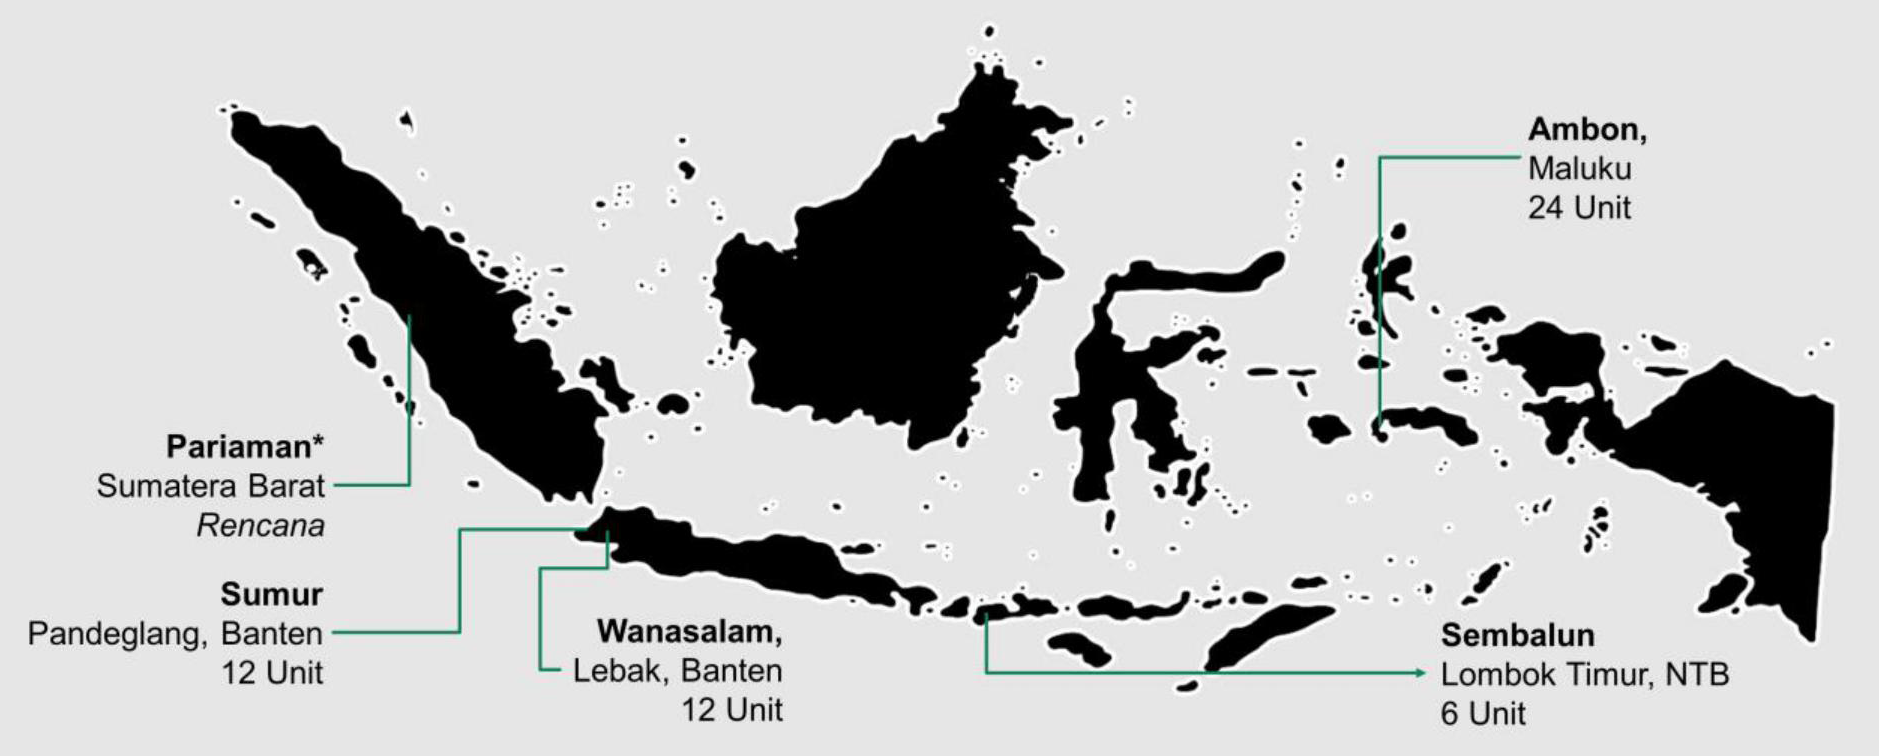 Ambon,
Maluku
24 Unit
Pariaman*
Sumatera Barat
Rencana
Sumur
Pandeglang, Banten
12 Unit
Wanasalam,
Lebak, Banten
12 Unit
Sembalun
Lombok Timur, NTB
6 Unit